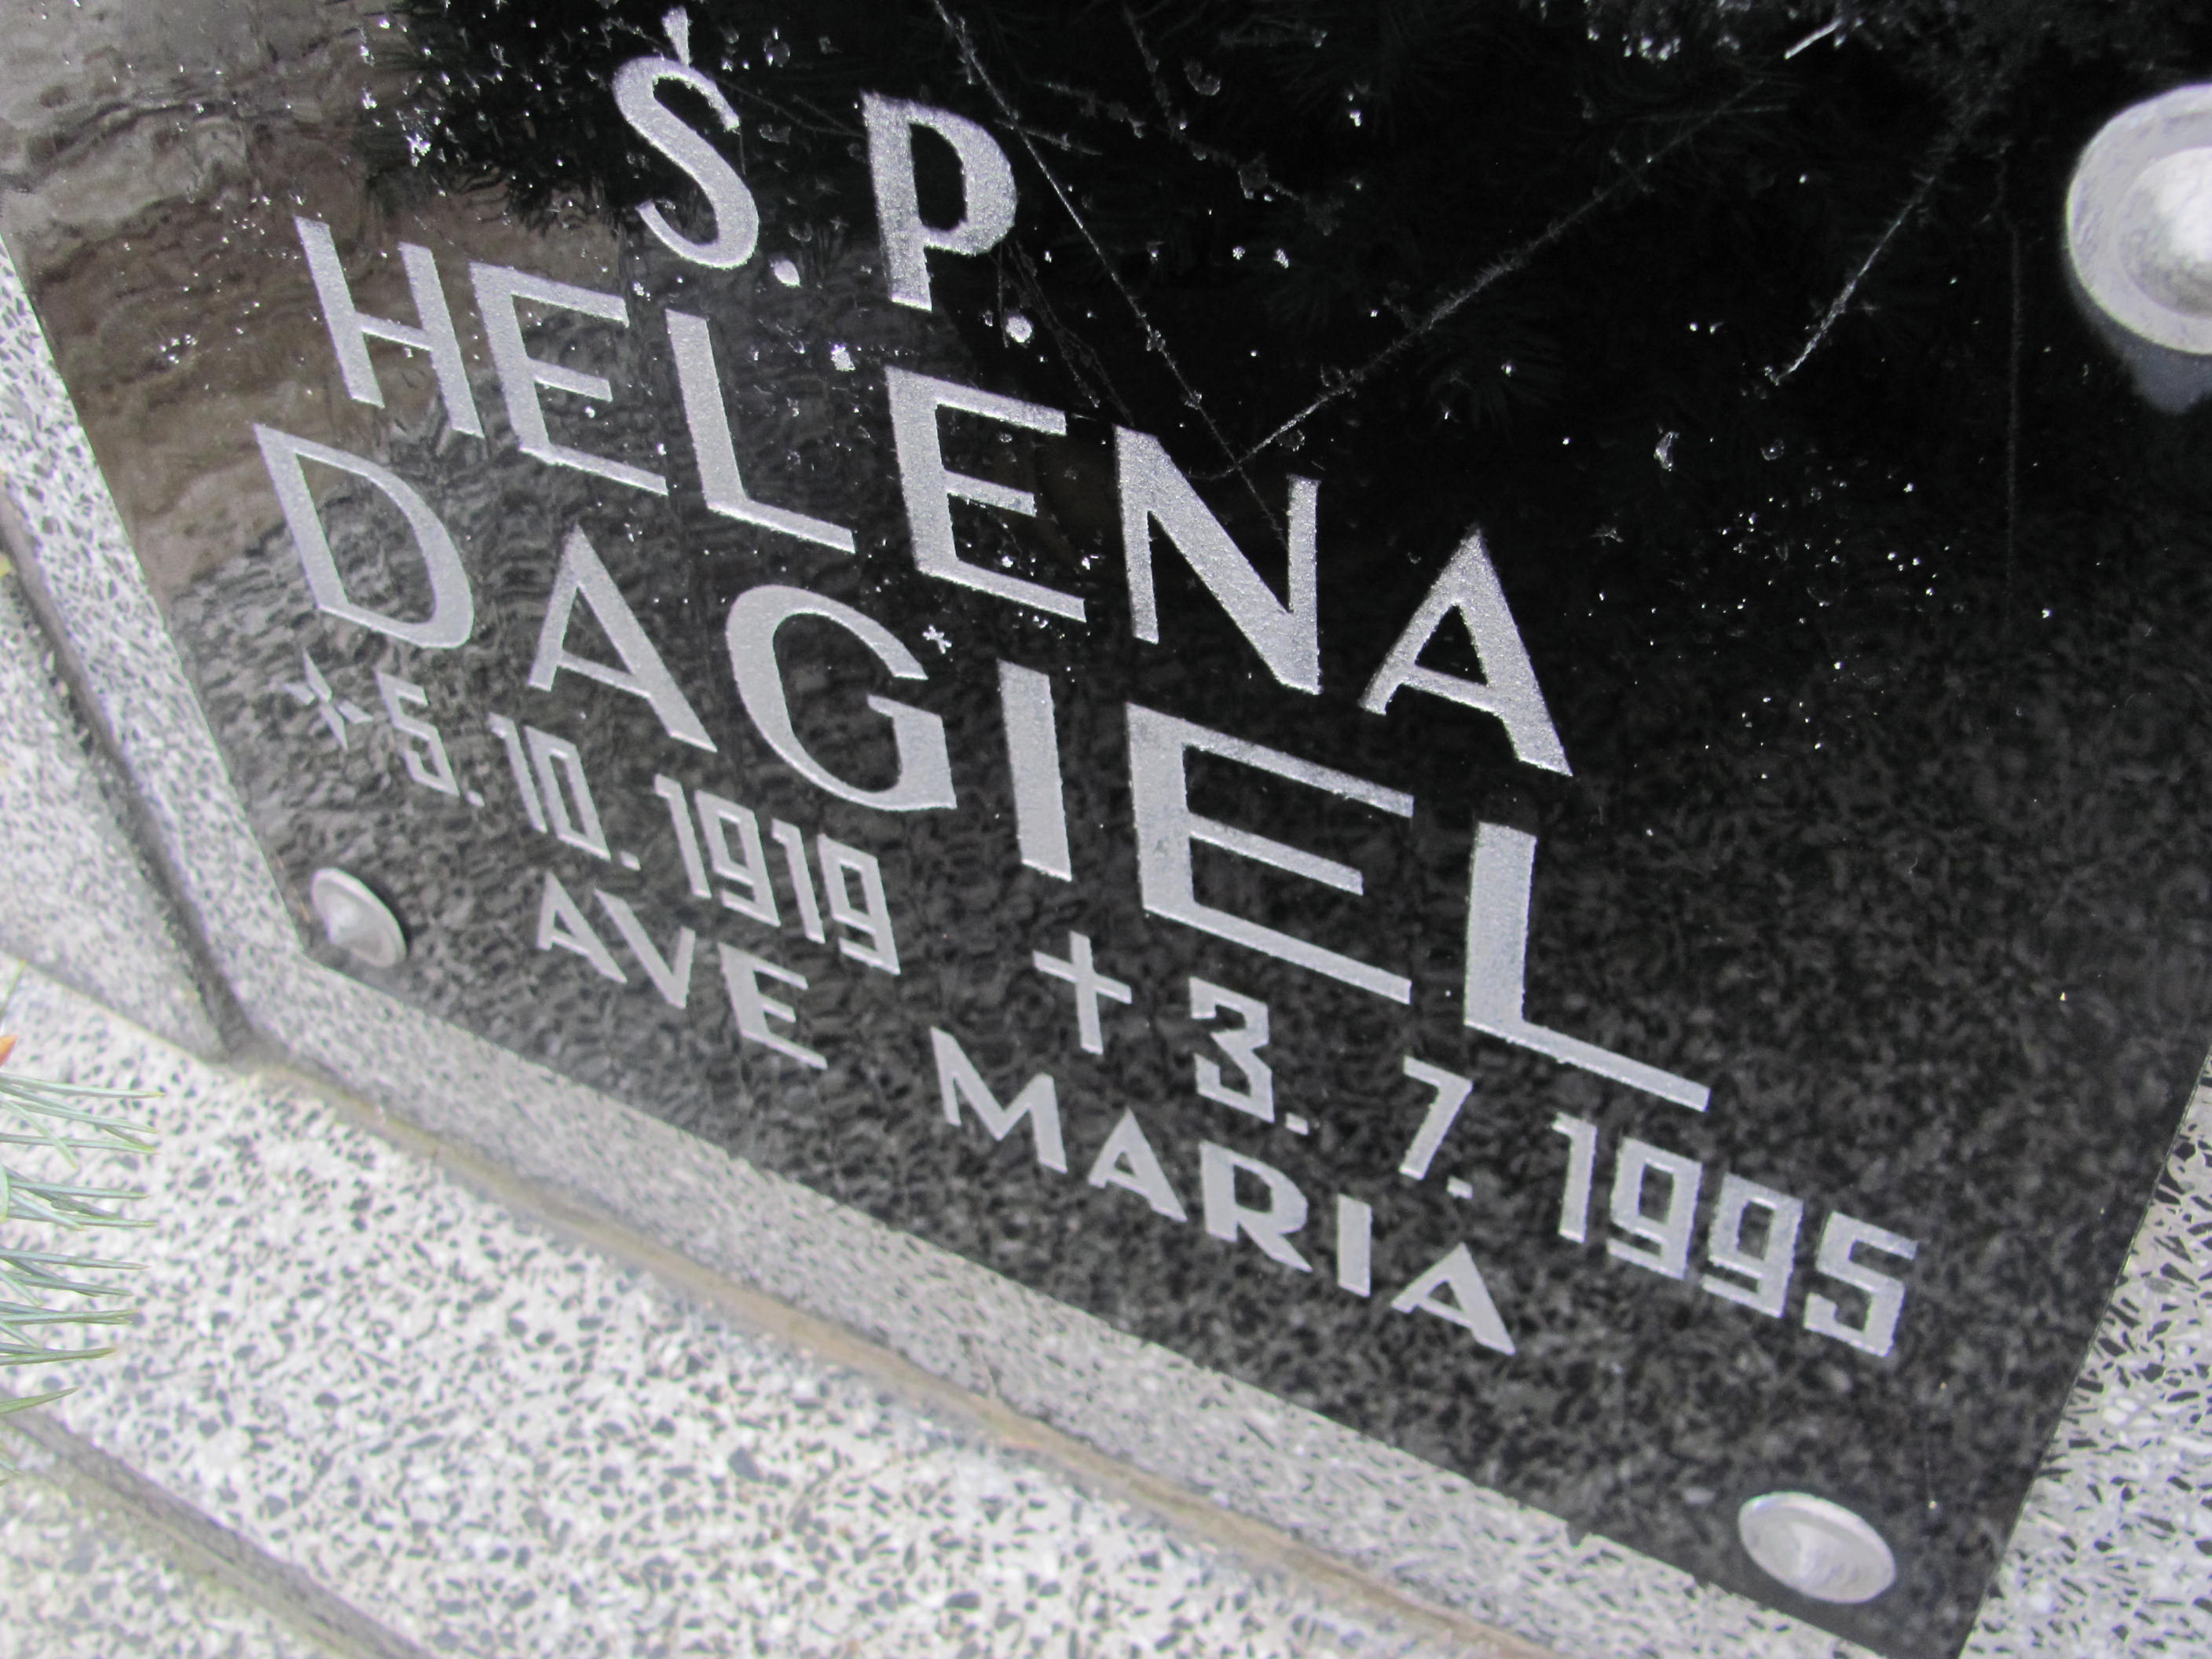 Ś.P.
HELENA
DAGIEL
* 5.10.1919 + 3.7.1995
AVE MARIA